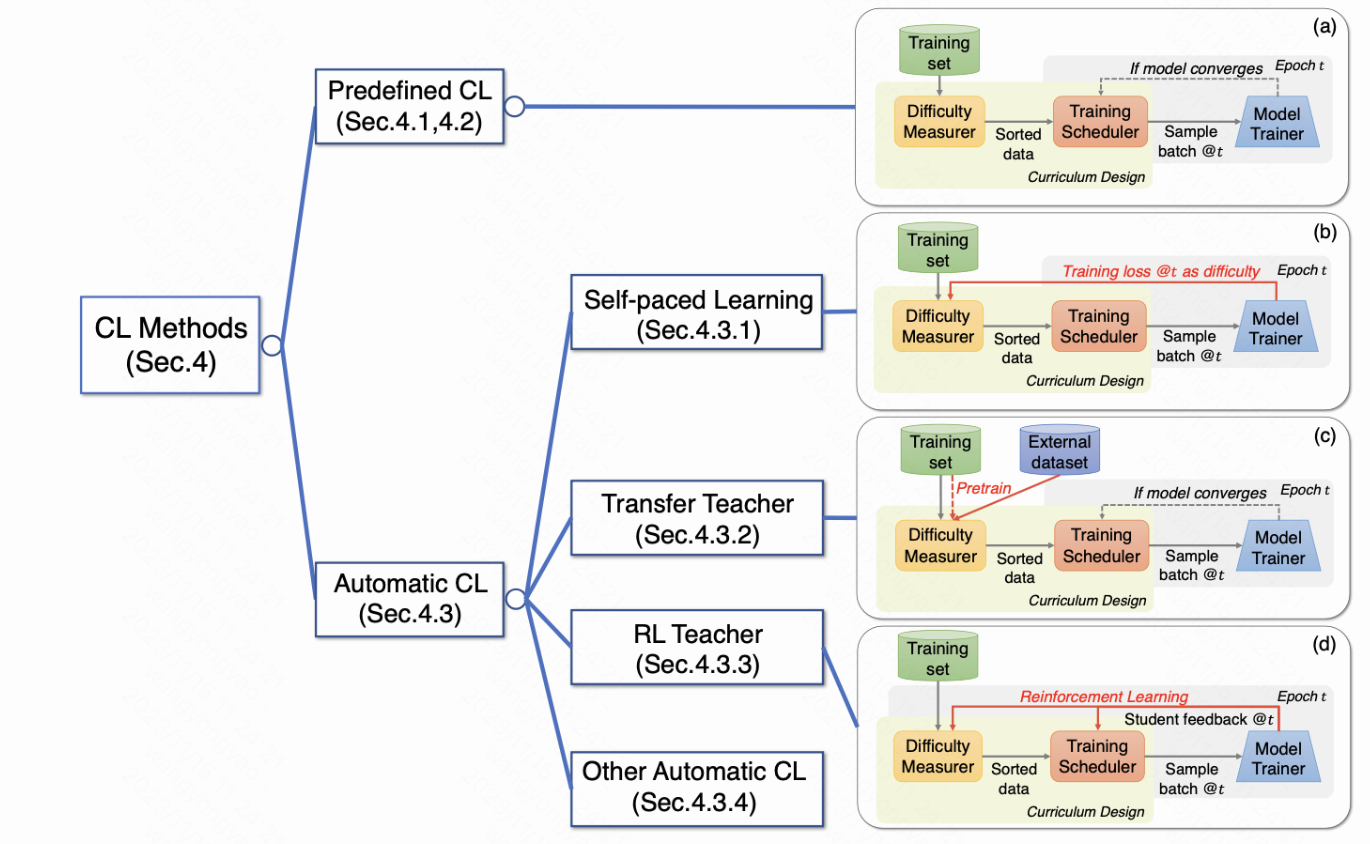 CL Methods
(Sec.4)
Predefined CL
(Sec.4.1,4.2)
Automatic CL
(Sec.4.3)
Self-paced Learning
(Sec.4.3.1)
Transfer Teacher
(Sec.4.3.2)
RL Teacher
(Sec.4.3.3)
Other Automatic CL
(Sec.4.3.4)
(a)
Training
set
If model converges
Epoch t
Difficulty
Measurer
Sorted
data
Training
Scheduler
Sample
batch @t
Model
Trainer
Curriculum Design
(b)
Training
set
Training loss @t as difficulty
Epoch t
Difficulty
Measurer
Sorted
data
Training
Scheduler
Sample
batch @t
Model
Trainer
Curriculum Design
(c)
Training
set
External
dataset
Pretrain
If model converges
Epoch t
Difficulty
Measurer
Sorted
data
Training
Scheduler
Sample
batch @t
Model
Trainer
Curriculum Design
(d)
Training
set
Reinforcement Learning
Epoch t
Student feedback @t
Difficulty
Measurer
Sorted
data
Training
Scheduler
Sample
batch @t
Model
Trainer
Curriculum Design